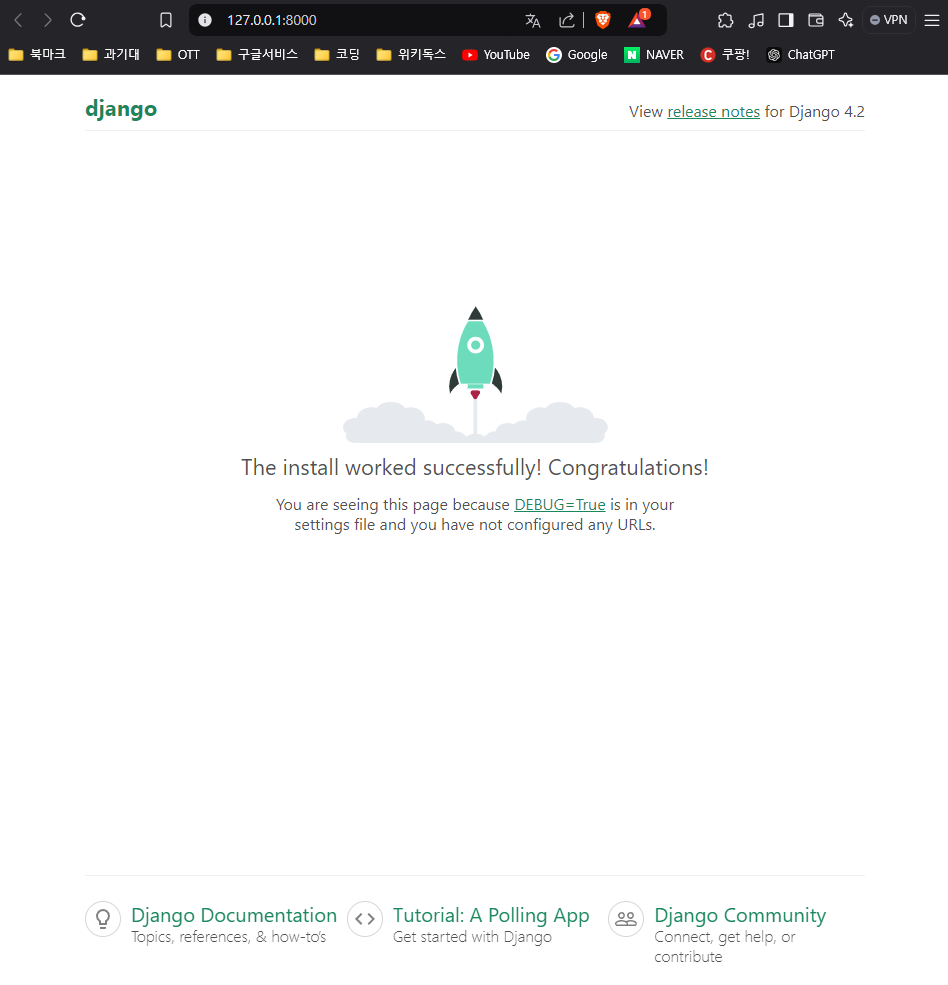 127.0.0.1:8000
1
VPN
북마크 과기대 OTT 구글서비스 코딩 위키독스 YouTube Google NAVER 쿠팡! ChatGPT
django
View release notes for Django 4.2
The install worked successfully! Congratulations!
You are seeing this page because DEBUG=True is in your
settings file and you have not configured any URLs.
Django Documentation
Topics, references, & how-to’s
Tutorial: A Polling App
Get started with Django
Django Community
Connect, get help, or
contribute